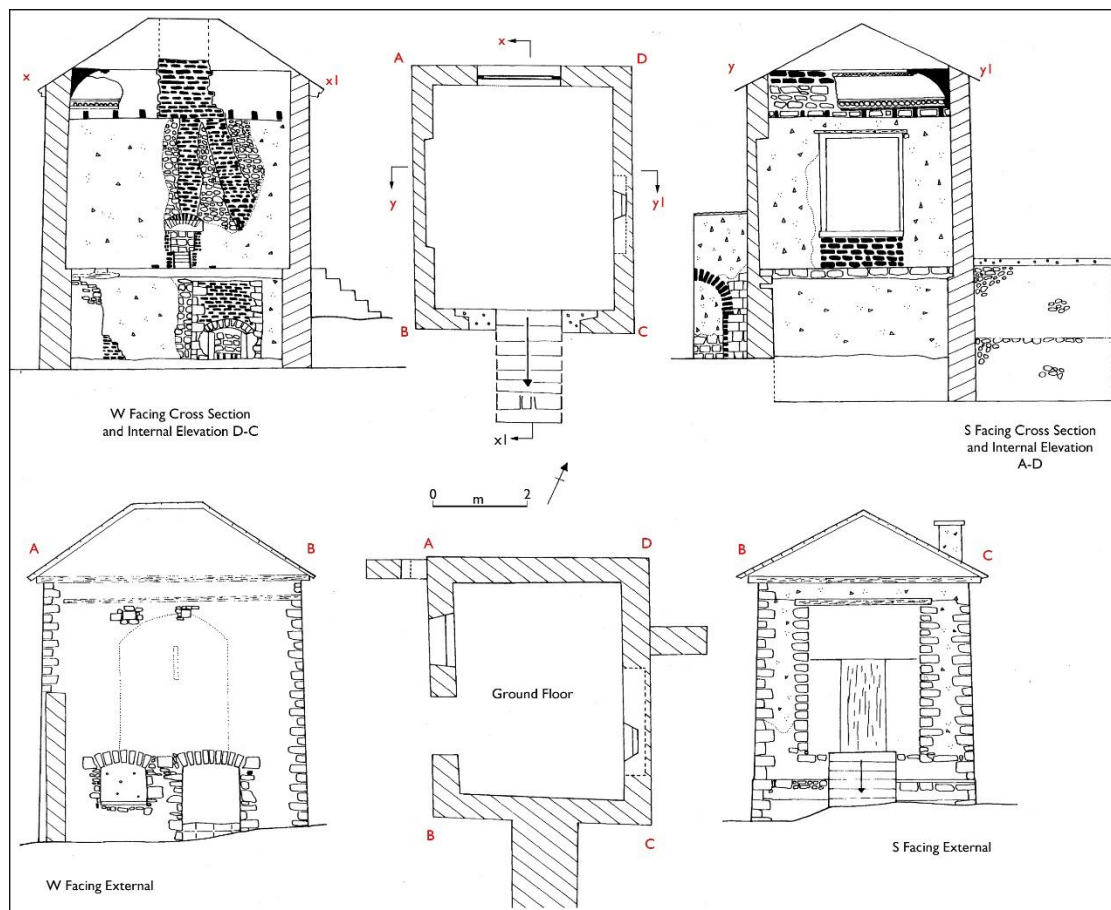 x
x1
W Facing Cross Section
and Internal Elevation D-C
A
x
D
y
y1
B
C
x1
y
y1
S Facing Cross Section
and Internal Elevation
A-D
0
m
2
A
B
W Facing External
A
D
Ground Floor
B
C
B
C
S Facing External